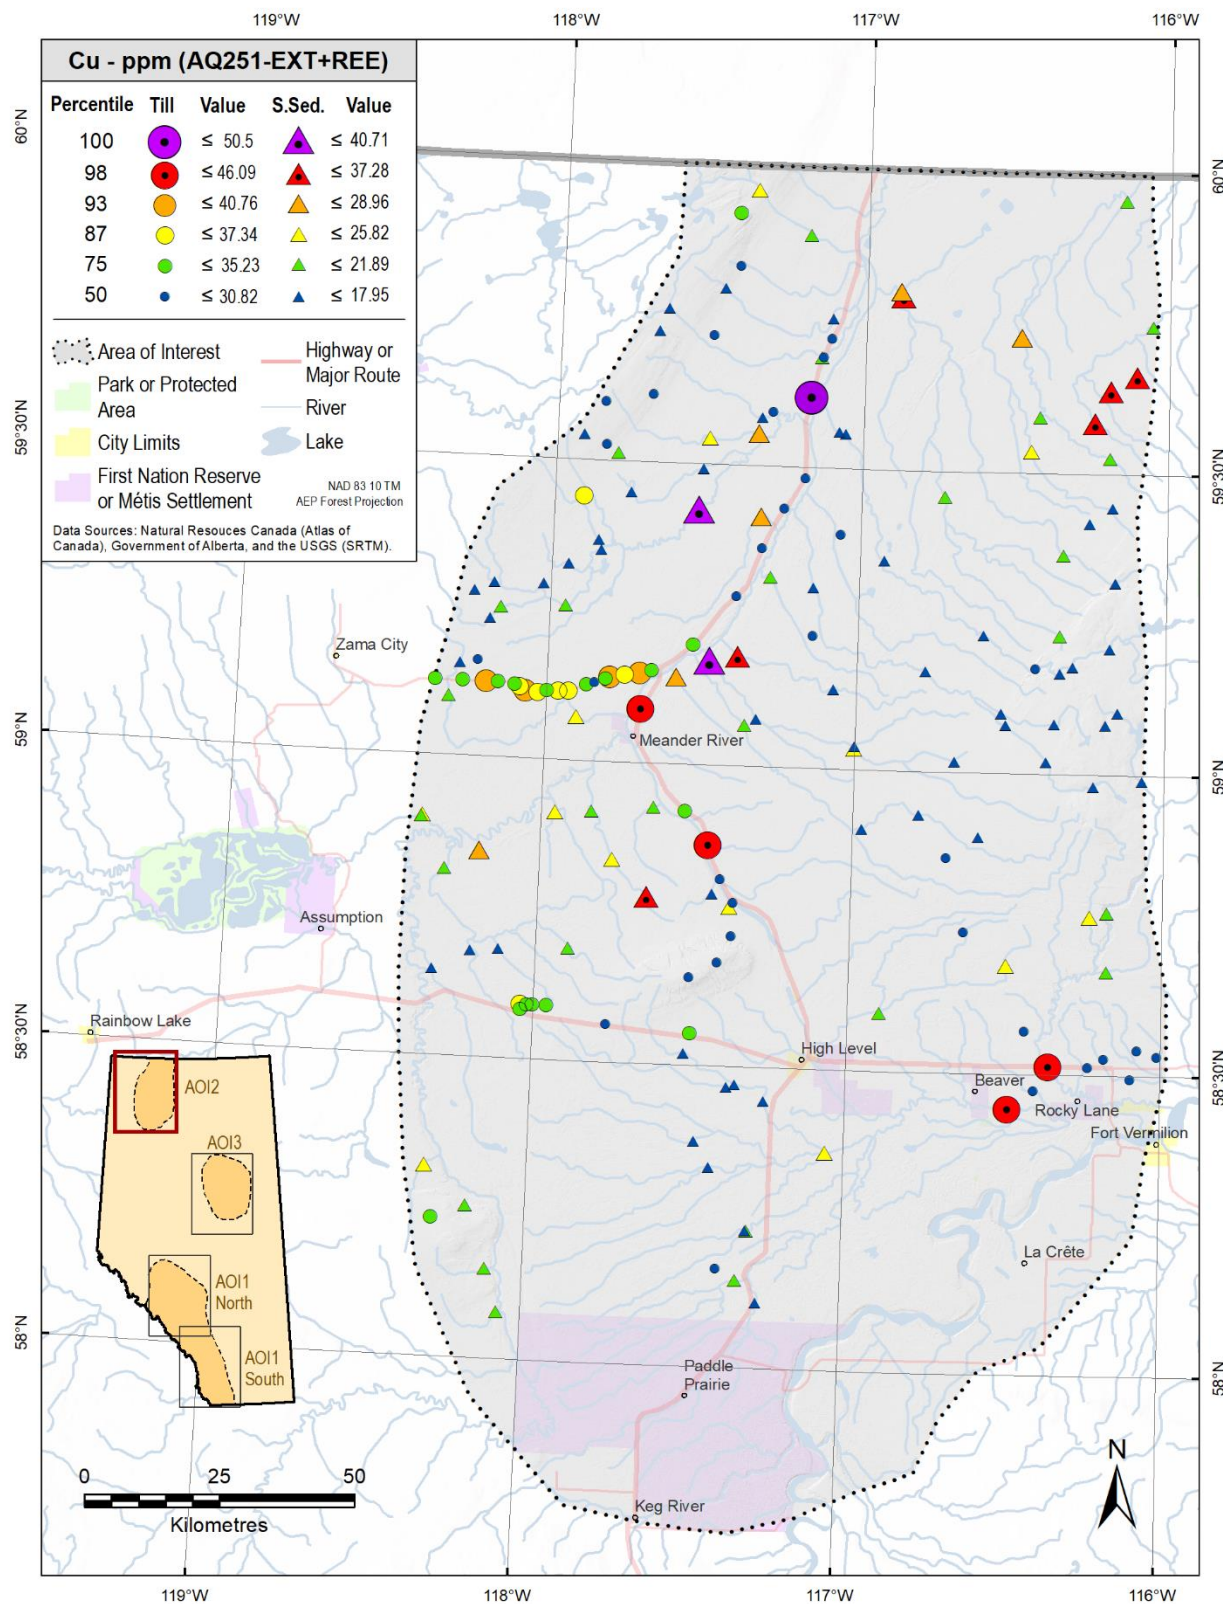 119°W 118°W 117°W 116°W
Cu - ppm (AQ251-EXT+REE)
Percentile Till Value S.Sed. Value
100 ≤ 50.5 ≤ 40.71
98 ≤ 46.09 ≤ 37.28
93 ≤ 40.76 ≤ 28.96
87 ≤ 37.34 ≤ 25.82
75 ≤ 35.23 ≤ 21.89
50 ≤ 30.82 ≤ 17.95
Area of Interest
Park or Protected
Area
City Limits
First Nation Reserve
or Métis Settlement
Highway or
Major Route
River
Lake
NAD 83 10 TM
AEP Forest Projection
Data Sources: Natural Resouces Canada (Atlas of
Canada), Government of Alberta, and the USGS (SRTM).
60°N
60°N
59°30'N
59°30'N
Zama City
59°N
Meander River
59°N
Assumption
Rainbow Lake
58°30'N
High Level
58°30'N
Beaver
Rocky Lane
Fort Vermilion
La Crête
AOI2
AOI3
AOI1
North
AOI1
South
58°N
58°N
Paddle
Prairie
Keg River
N
0 25 50
Kilometres
119°W 118°W 117°W 116°W